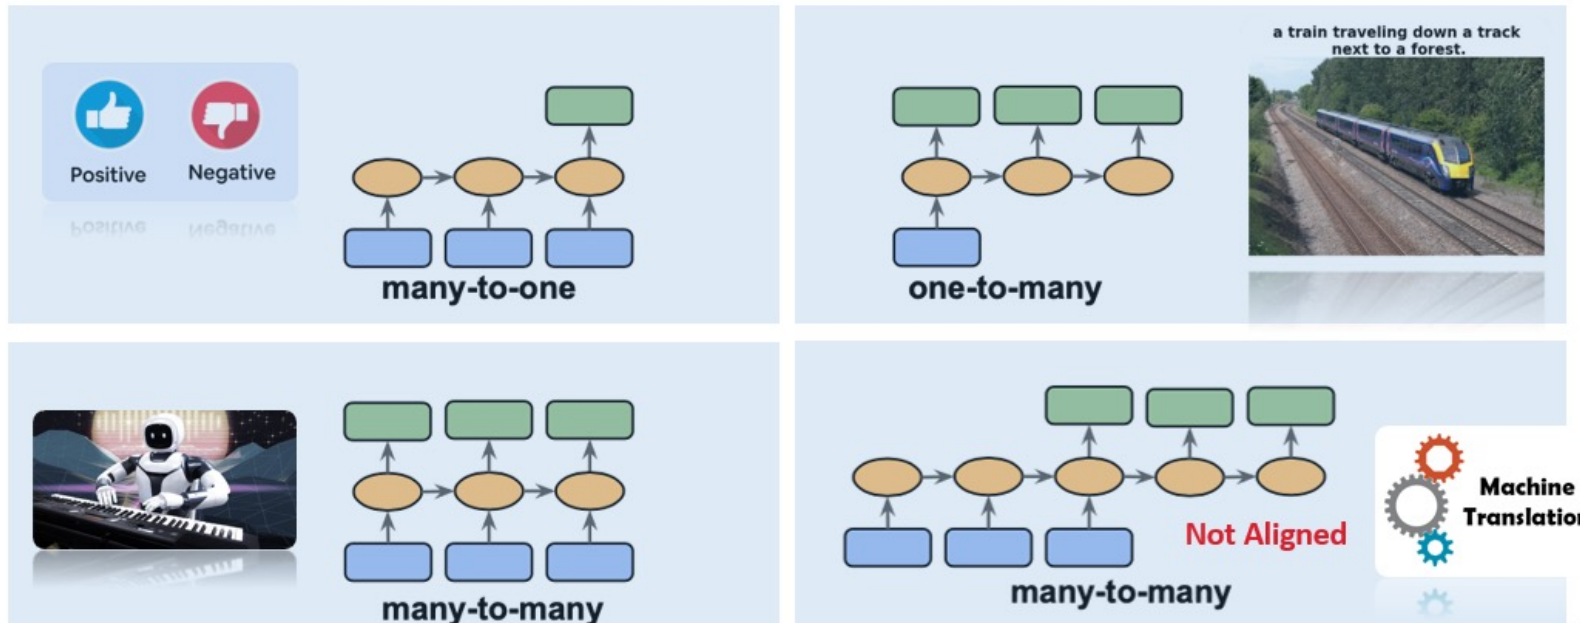 Positive
Negative
many-to-one
a train traveling down a track
next to a forest.
one-to-many
many-to-many
Not Aligned
Machine
Translation
many-to-many